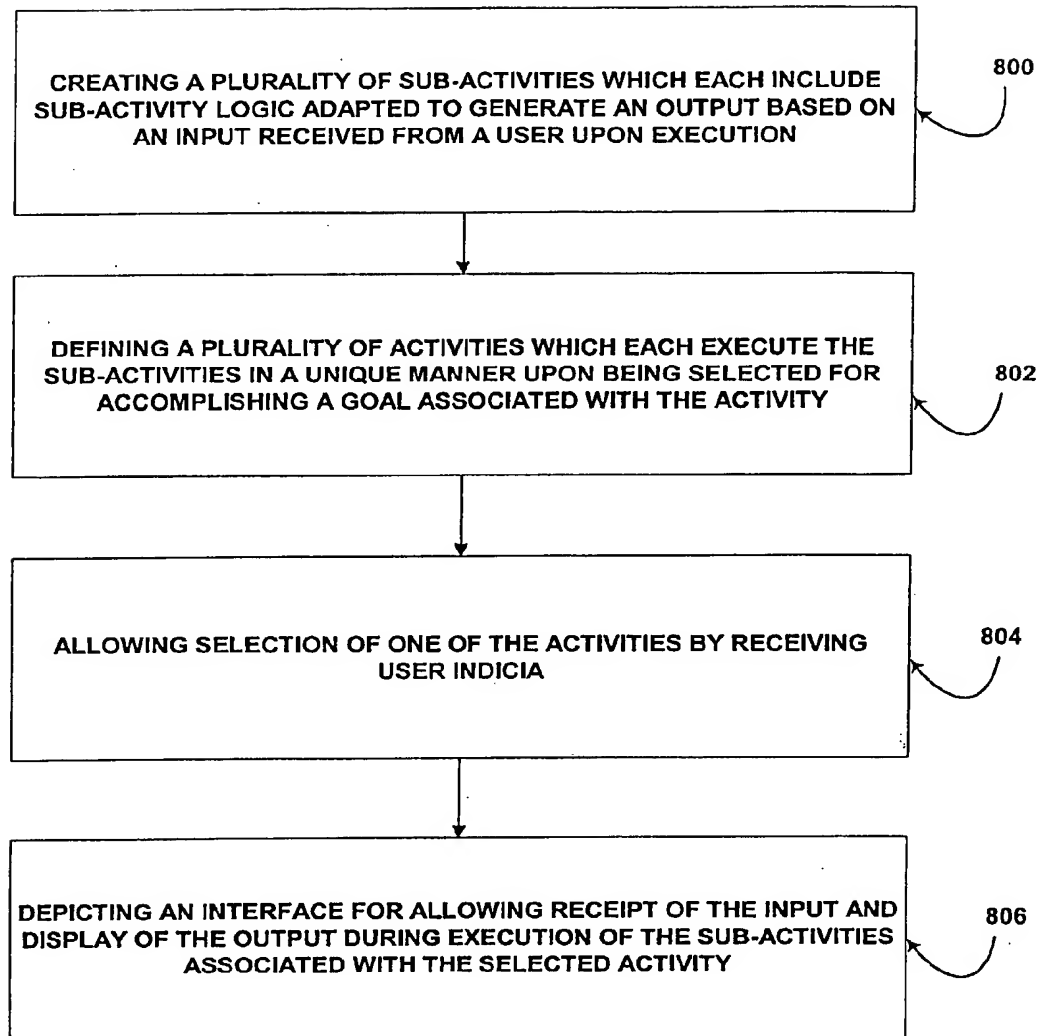 CREATING A PLURALITY OF SUB-ACTIVITIES WHICH EACH INCLUDE
SUB-ACTIVITY LOGIC ADAPTED TO GENERATE AN OUTPUT BASED ON
AN INPUT RECEIVED FROM A USER UPON EXECUTION
800
DEFINING A PLURALITY OF ACTIVITIES WHICH EACH EXECUTE THE
SUB-ACTIVITIES IN A UNIQUE MANNER UPON BEING SELECTED FOR
ACCOMPLISHING A GOAL ASSOCIATED WITH THE ACTIVITY
802
ALLOWING SELECTION OF ONE OF THE ACTIVITIES BY RECEIVING
USER INDICIA
804
DEPICTING AN INTERFACE FOR ALLOWING RECEIPT OF THE INPUT AND
DISPLAY OF THE OUTPUT DURING EXECUTION OF THE SUB-ACTIVITIES
ASSOCIATED WITH THE SELECTED ACTIVITY
806